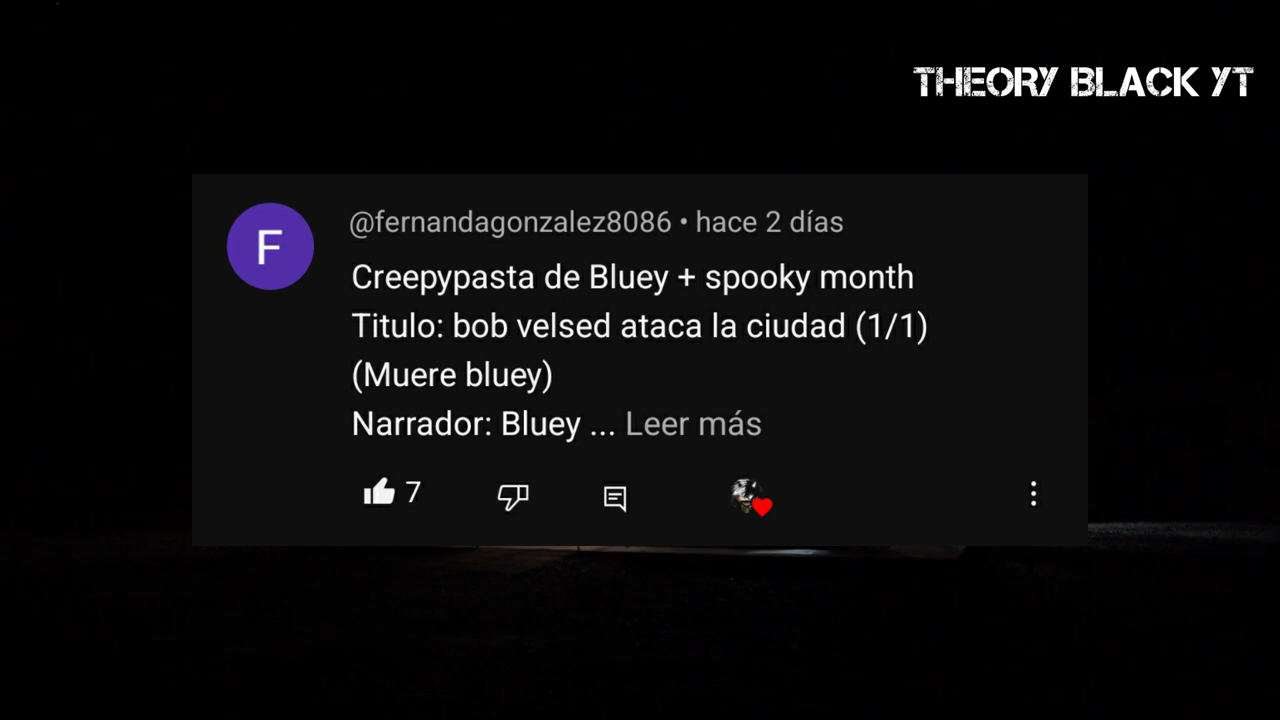 THEORY BLACK YT
F
@fernandagonzalez8086 • hace 2 días
Creepypasta de Bluey + spooky month
Titulo: bob velsed ataca la ciudad (1/1)
(Muere bluey)
Narrador: Bluey ... Leer más
7